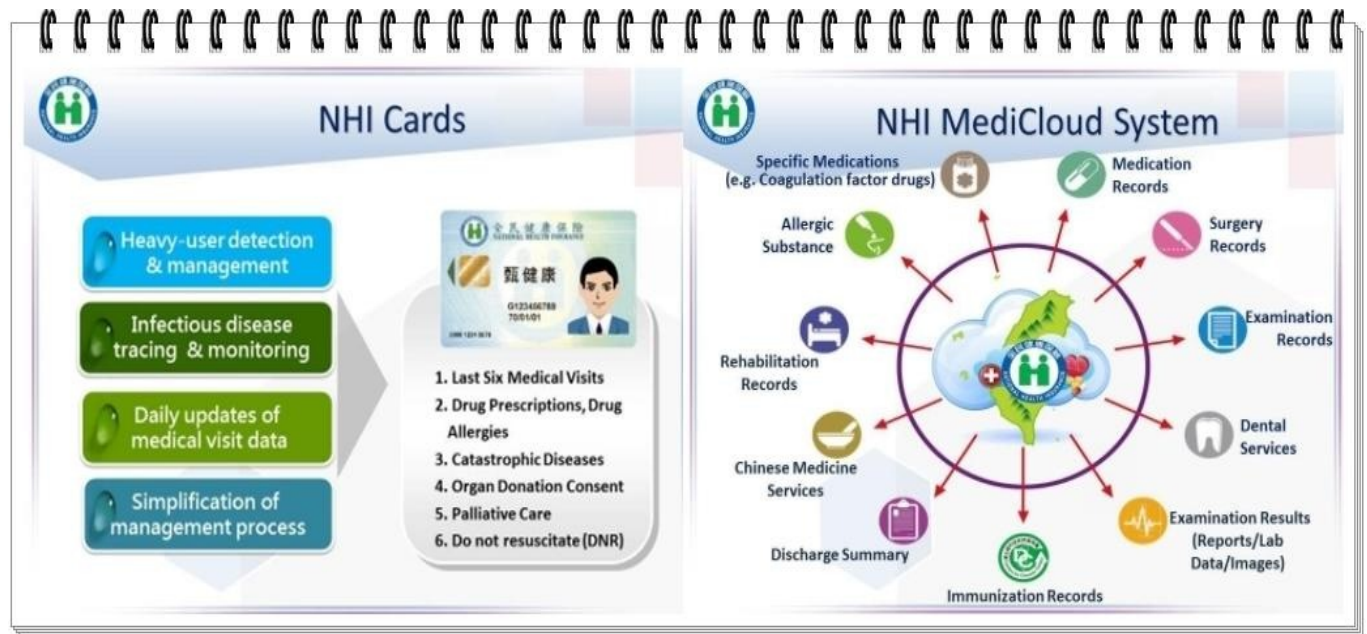 NHI Cards
Heavy-user detection
& management
Infectious disease
tracing & monitoring
Daily updates of
medical visit data
Simplification of
management process
全民健康保險
NATIONAL HEALTH INSURANCE
甄健康
G123456789
70/01/01
1. Last Six Medical Visits
2. Drug Prescriptions, Drug
Allergies
3. Catastrophic Diseases
4. Organ Donation Consent
5. Palliative Care
6. Do not resuscitate (DNR)
NHI MediCloud System
Specific Medications
(e.g. Coagulation factor drugs)
Medication
Records
Allergic
Substance
Surgery
Records
Rehabilitation
Records
Examination
Records
Chinese Medicine
Services
Dental
Services
Discharge Summary
Examination Results
(Reports/Lab
Data/Images)
Immunization Records